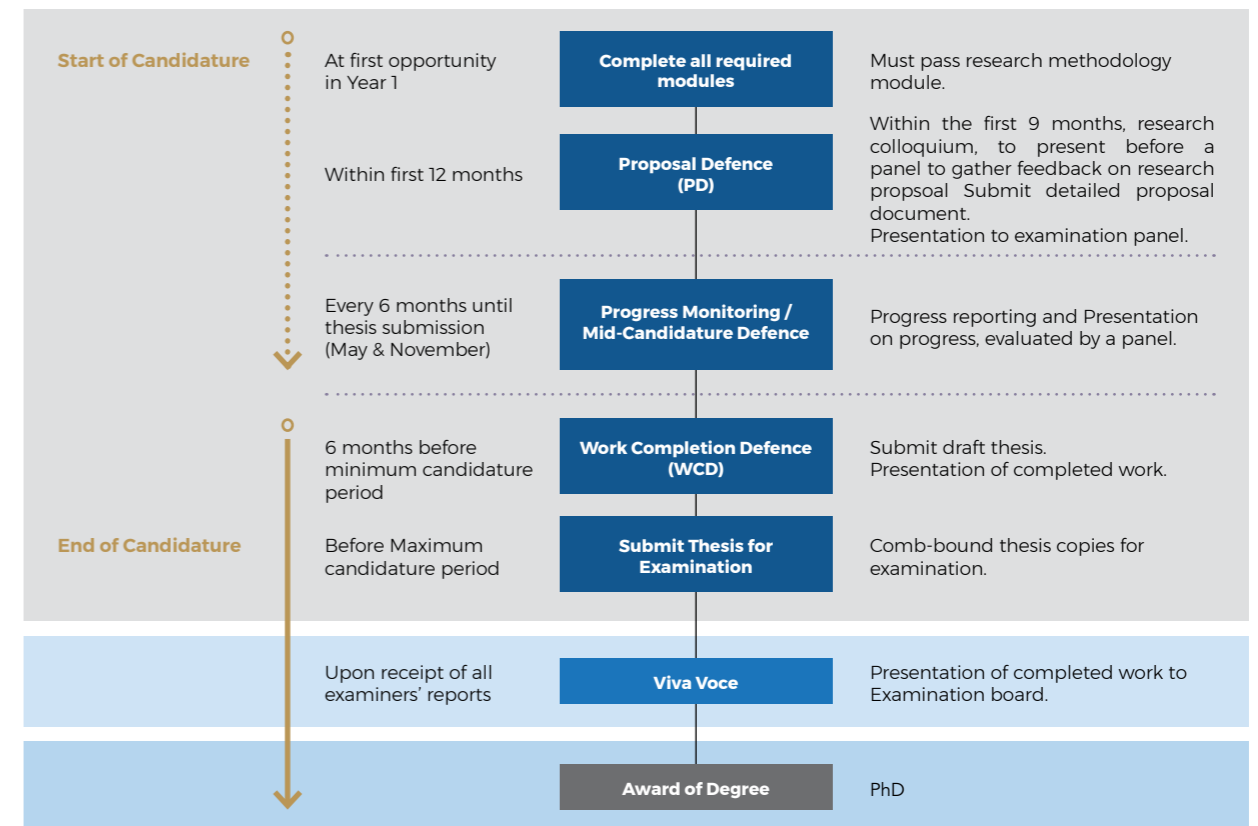 Start of Candidature
At first opportunity
in Year 1
Complete all required
modules
Must pass research methodology
module.
Within first 12 months
Proposal Defence
(PD)
Within the first 9 months, research
colloquium, to present before a
panel to gather feedback on research
propsoal Submit detailed proposal
document.
Presentation to examination panel.
Every 6 months until
thesis submission
(May & November)
Progress Monitoring /
Mid-Candidature Defence
Progress reporting and Presentation
on progress, evaluated by a panel.
6 months before
minimum candidature
period
Work Completion Defence
(WCD)
Submit draft thesis.
Presentation of completed work.
End of Candidature
Before Maximum
candidature period
Submit Thesis for
Examination
Comb-bound thesis copies for
examination.
Upon receipt of all
examiners’ reports
Viva Voce
Presentation of completed work to
Examination board.
Award of Degree
PhD